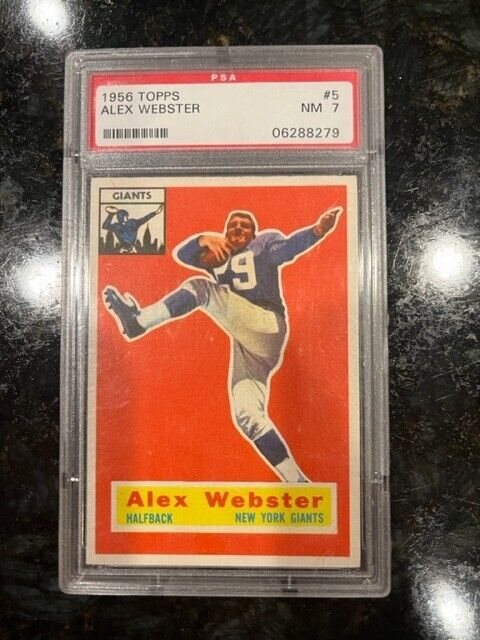 PSA
1956 TOPPS #5
ALEX WEBSTER NM 7
06288279
GIANTS
29
Alex Webster
HALFBACK NEW YORK GIANTS